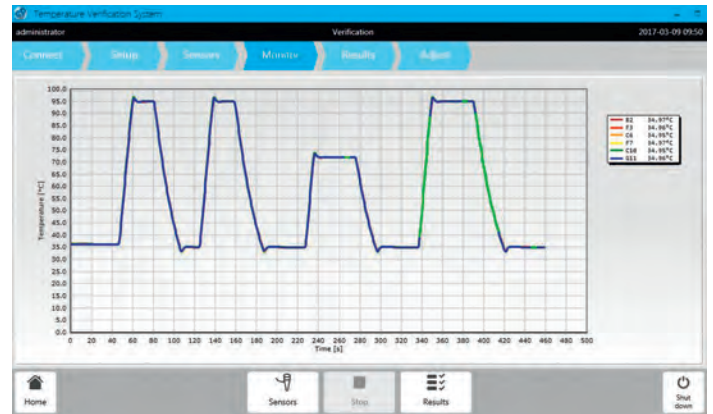 Temperature Verification System
administrator Verification 2017-03-09 09:50
Connect Setup Sensors Monitor Results Adjust
100.0
95.0
90.0
85.0
80.0
75.0
70.0
65.0
60.0
55.0
50.0
45.0
40.0
35.0
30.0
25.0
20.0
15.0
10.0
5.0
0.0
Temperature [°C]
0 20 40 60 80 100 120 140 160 180 200 220 240 260 280 300 320 340 360 380 400 420 440 460 480 500
Time [s]
B2 34.97°C
F3 34.96°C
C6 34.95°C
F7 34.97°C
C10 34.95°C
G11 34.96°C
Home
Sensors
Stop
Results
Shut
down